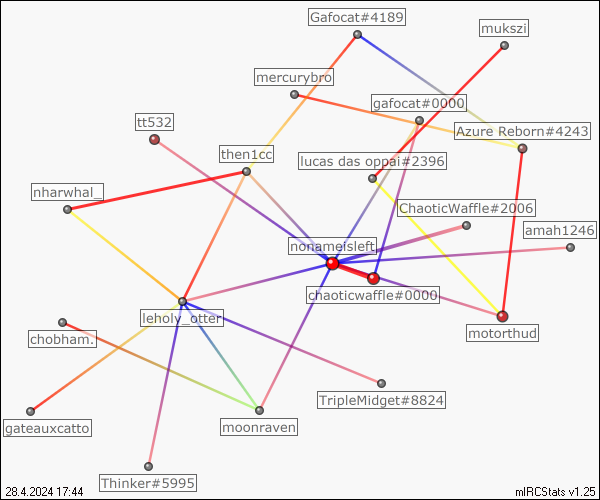 Gafocat#4189
mukszi
mercurybro
gafocat#0000
tt532
Azure Reborn#4243
then1cc
lucas das oppai#2396
nharwhal_
ChaoticWaffle#2006
amah1246
nonameisleft
chaoticwaffle#0000
leholy_otter
motorthud
chobham.
TripleMidget#8824
gateauxcatto
moonraven
Thinker#5995
28.4.2024 17:44
mIRCStats v1.25